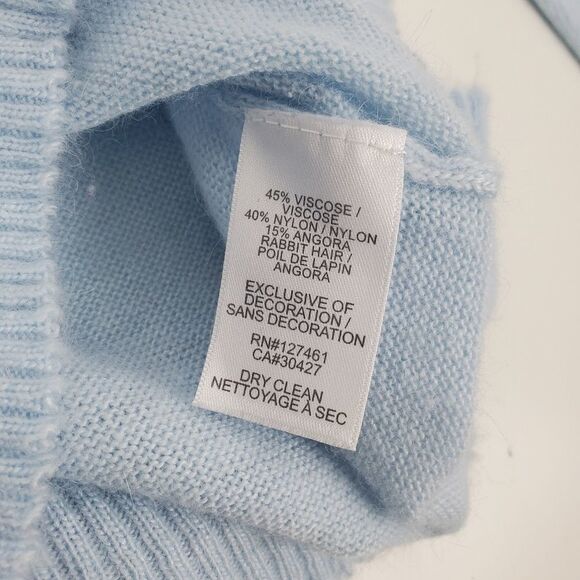 45% VISCOSE /
VISCOSE
40% NYLON / NYLON
15% ANGORA
RABBIT HAIR /
POIL DE LAPIN
ANGORA
EXCLUSIVE OF
DECORATION /
SANS DECORATION
RN#127461
CA#30427
DRY CLEAN
NETTOYAGE À SEC